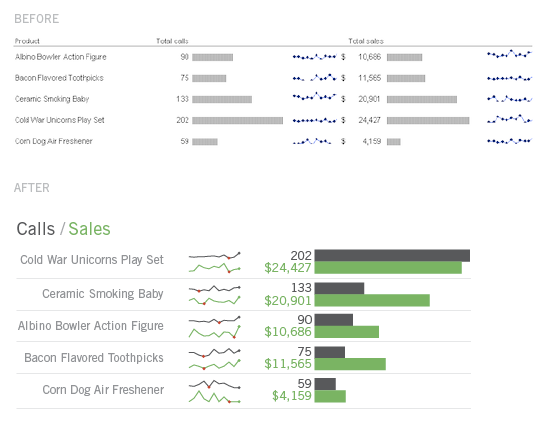 BEFORE
Product Total calls Total sales
Albino Bowler Action Figure 90 $ 10,686
Bacon Flavored Toothpicks 75 $ 11,565
Ceramic Smoking Baby 133 $ 20,901
Cold War Unicorns Play Set 202 $ 24,427
Corn Dog Air Freshener 59 $ 4,159
AFTER
Calls / Sales
Cold War Unicorns Play Set 202
$24,427
Ceramic Smoking Baby 133
$20,901
Albino Bowler Action Figure 90
$10,686
Bacon Flavored Toothpicks 75
$11,565
Corn Dog Air Freshener 59
$4,159